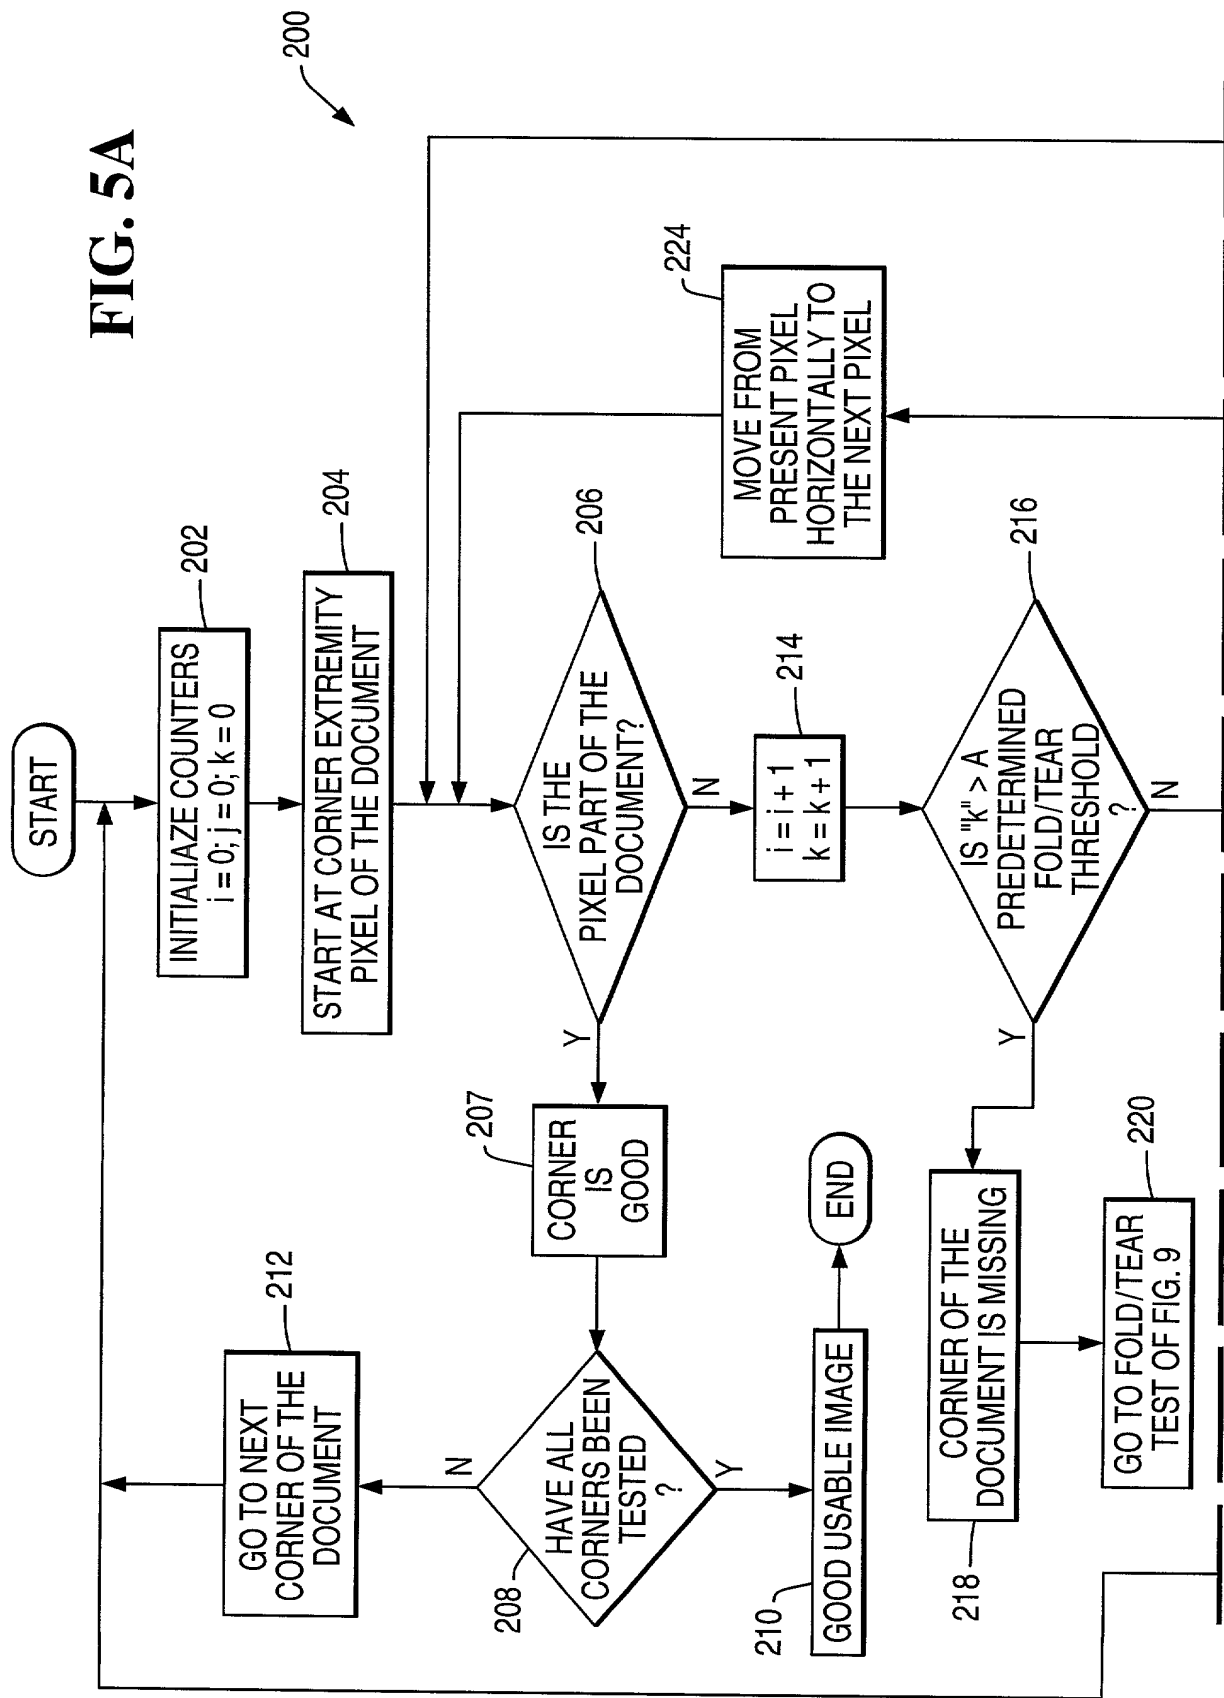 FIG. 5A
200
START
INITIALIAZE COUNTERS
i = 0; j = 0; k = 0
202
START AT CORNER EXTREMITY
PIXEL OF THE DOCUMENT
204
IS THE
PIXEL PART OF THE
DOCUMENT?
206
Y
N
CORNER
IS
GOOD
207
HAVE ALL
CORNERS BEEN
TESTED
?
208
N
Y
GO TO NEXT
CORNER OF THE
DOCUMENT
212
GOOD USABLE IMAGE
210
END
i = i + 1
k = k + 1
214
IS "k" > A
PREDETERMINED
FOLD/TEAR
THRESHOLD
?
216
Y
N
CORNER OF THE
DOCUMENT IS MISSING
218
GO TO FOLD/TEAR
TEST OF FIG. 9
220
MOVE FROM
PRESENT PIXEL
HORIZONTALLY TO
THE NEXT PIXEL
224